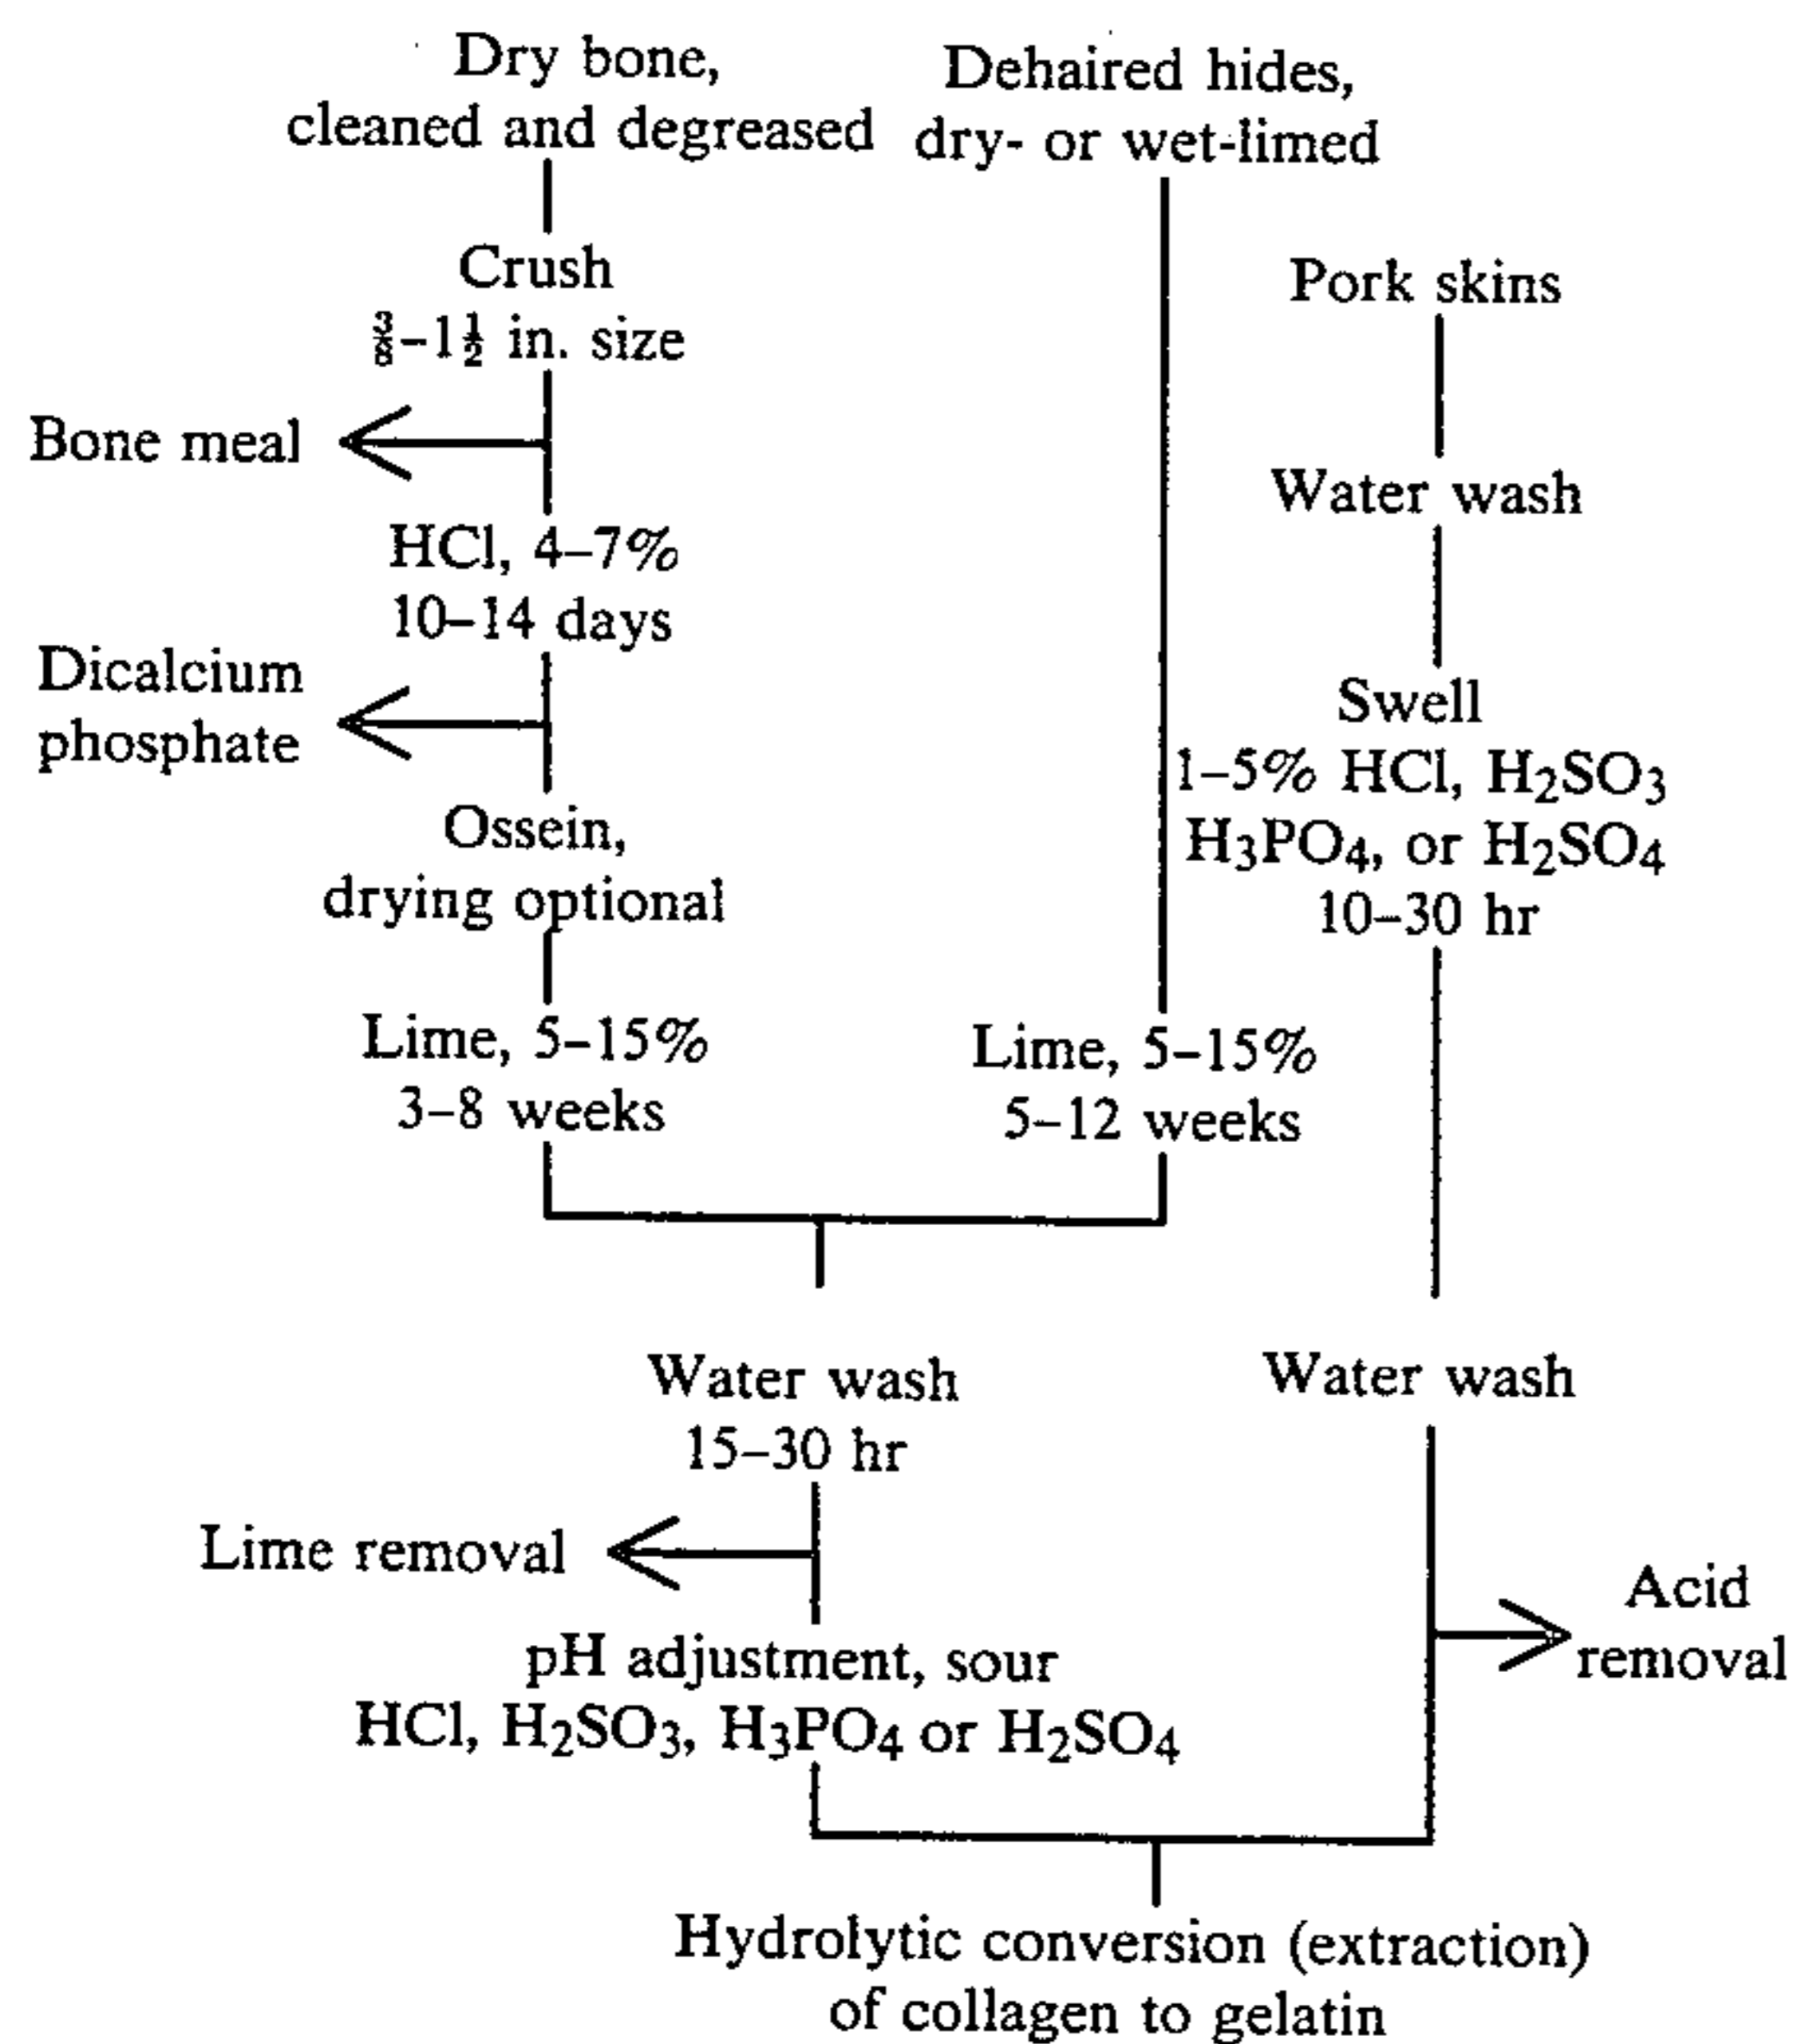 Dry bone,
cleaned and degreased
Dehaired hides,
dry- or wet-limed
Crush
3/8–1 1/2 in. size
Pork skins
Bone meal
Water wash
HCl, 4–7%
10–14 days
Dicalcium
phosphate
Swell
1–5% HCl, H₂SO₃
H₃PO₄, or H₂SO₄
10–30 hr
Ossein,
drying optional
Lime, 5–15%
3–8 weeks
Lime, 5–15%
5–12 weeks
Water wash
15–30 hr
Water wash
Lime removal
Acid
removal
pH adjustment, sour
HCl, H₂SO₃, H₃PO₄ or H₂SO₄
Hydrolytic conversion (extraction)
of collagen to gelatin